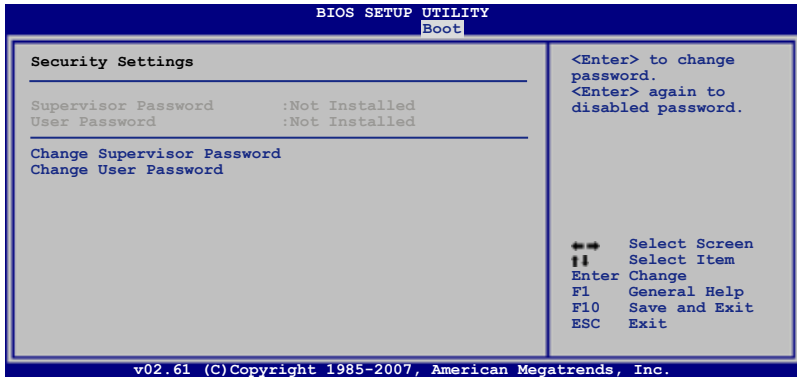 BIOS SETUP UTILITY
Boot
Security Settings
Supervisor Password :Not Installed
User Password :Not Installed
Change Supervisor Password
Change User Password
<Enter> to change
password.
<Enter> again to
disabled password.
←→ Select Screen
↑↓ Select Item
Enter Change
F1 General Help
F10 Save and Exit
ESC Exit
v02.61 (C)Copyright 1985-2007, American Megatrends, Inc.